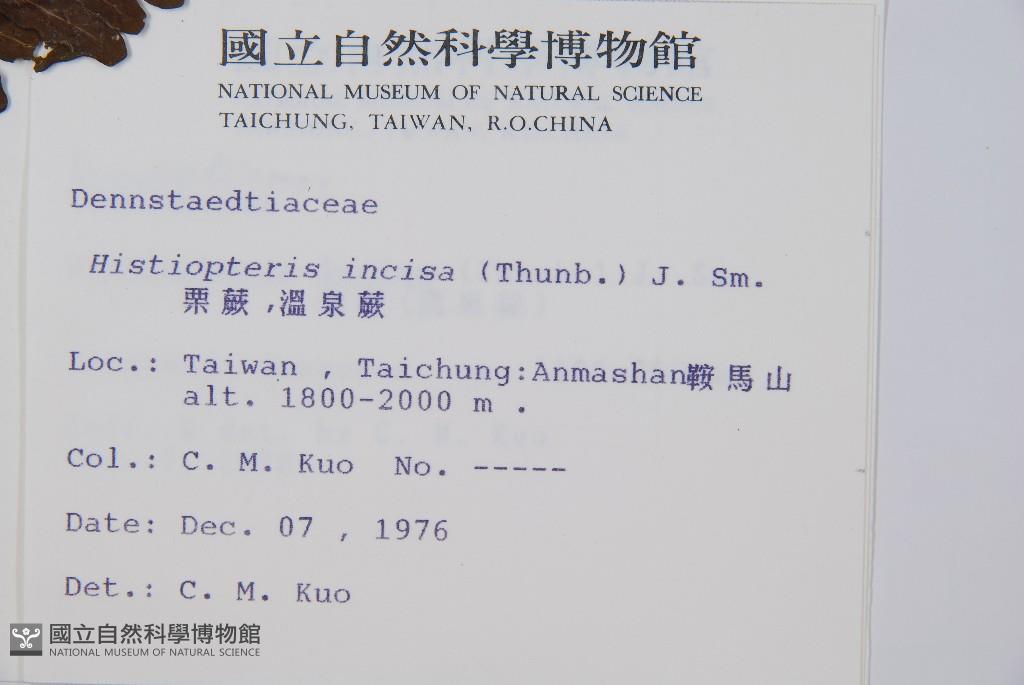 國立自然科學博物館
NATIONAL MUSEUM OF NATURAL SCIENCE
TAICHUNG, TAIWAN, R.O.CHINA
Dennstaedtiaceae
Histiopteris incisa (Thunb.) J. Sm.
栗蕨,溫泉蕨
Loc.: Taiwan , Taichung:Anmashan鞍馬山
alt. 1800-2000 m .
Col.: C. M. Kuo No. -----
Date: Dec. 07 , 1976
Det.: C. M. Kuo
國立自然科學博物館
NATIONAL MUSEUM OF NATURAL SCIENCE